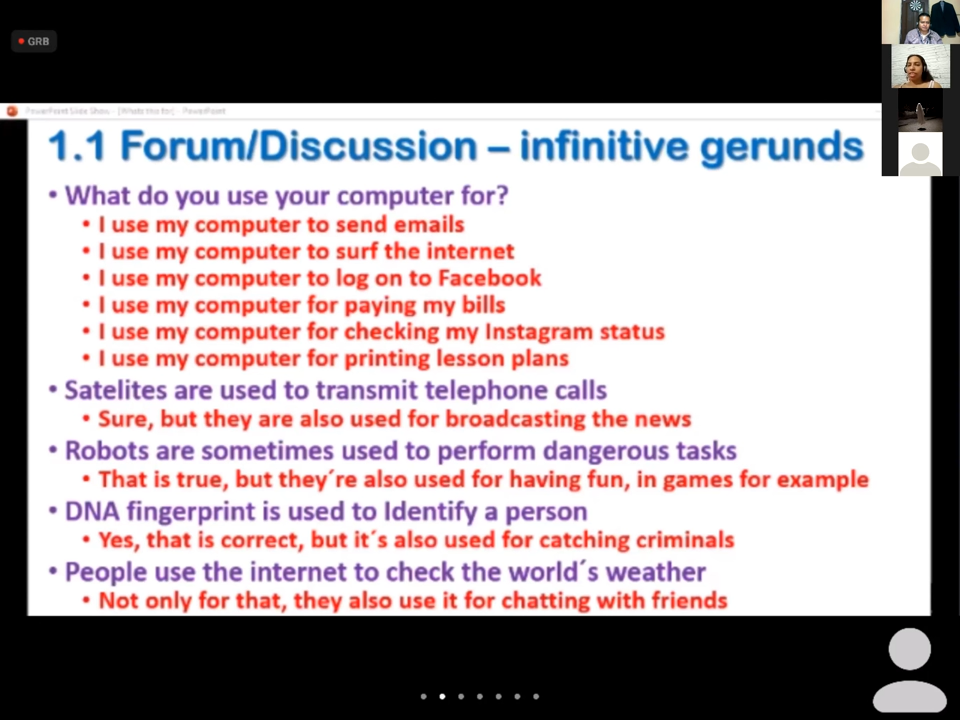 GRB
PowerPoint Slide Show - [Whats this for] - PowerPoint
1.1 Forum/Discussion – infinitive gerunds
• What do you use your computer for?
• I use my computer to send emails
• I use my computer to surf the internet
• I use my computer to log on to Facebook
• I use my computer for paying my bills
• I use my computer for checking my Instagram status
• I use my computer for printing lesson plans
• Satelites are used to transmit telephone calls
• Sure, but they are also used for broadcasting the news
• Robots are sometimes used to perform dangerous tasks
• That is true, but they´re also used for having fun, in games for example
• DNA fingerprint is used to Identify a person
• Yes, that is correct, but it´s also used for catching criminals
• People use the internet to check the world´s weather
• Not only for that, they also use it for chatting with friends